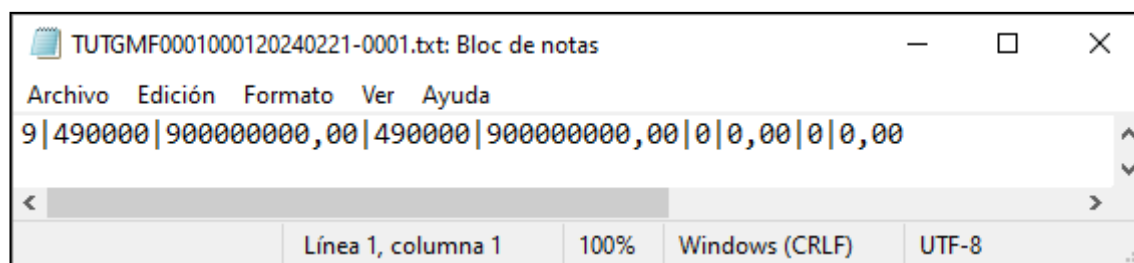 TUTGMF0001000120240221-0001.txt: Bloc de notas
Archivo Edición Formato Ver Ayuda
9|490000|900000000,00|490000|900000000,00|0|0,00|0|0,00
Línea 1, columna 1 100% Windows (CRLF) UTF-8